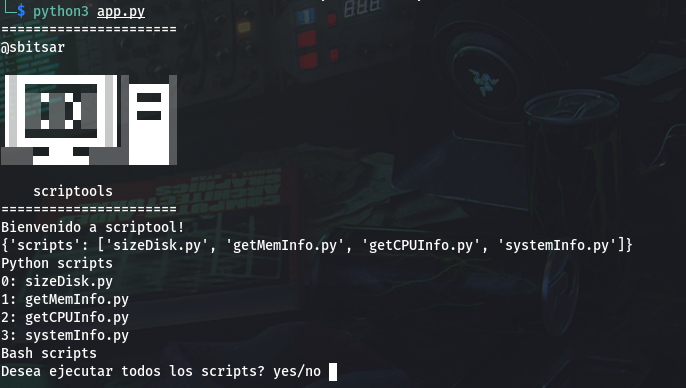 └─$ python3 app.py
======================
@sbitsar
scriptools
======================
Bienvenido a scriptool!
{'scripts': ['sizeDisk.py', 'getMemInfo.py', 'getCPUInfo.py', 'systemInfo.py']}
Python scripts
0: sizeDisk.py
1: getMemInfo.py
2: getCPUInfo.py
3: systemInfo.py
Bash scripts
Desea ejecutar todos los scripts? yes/no